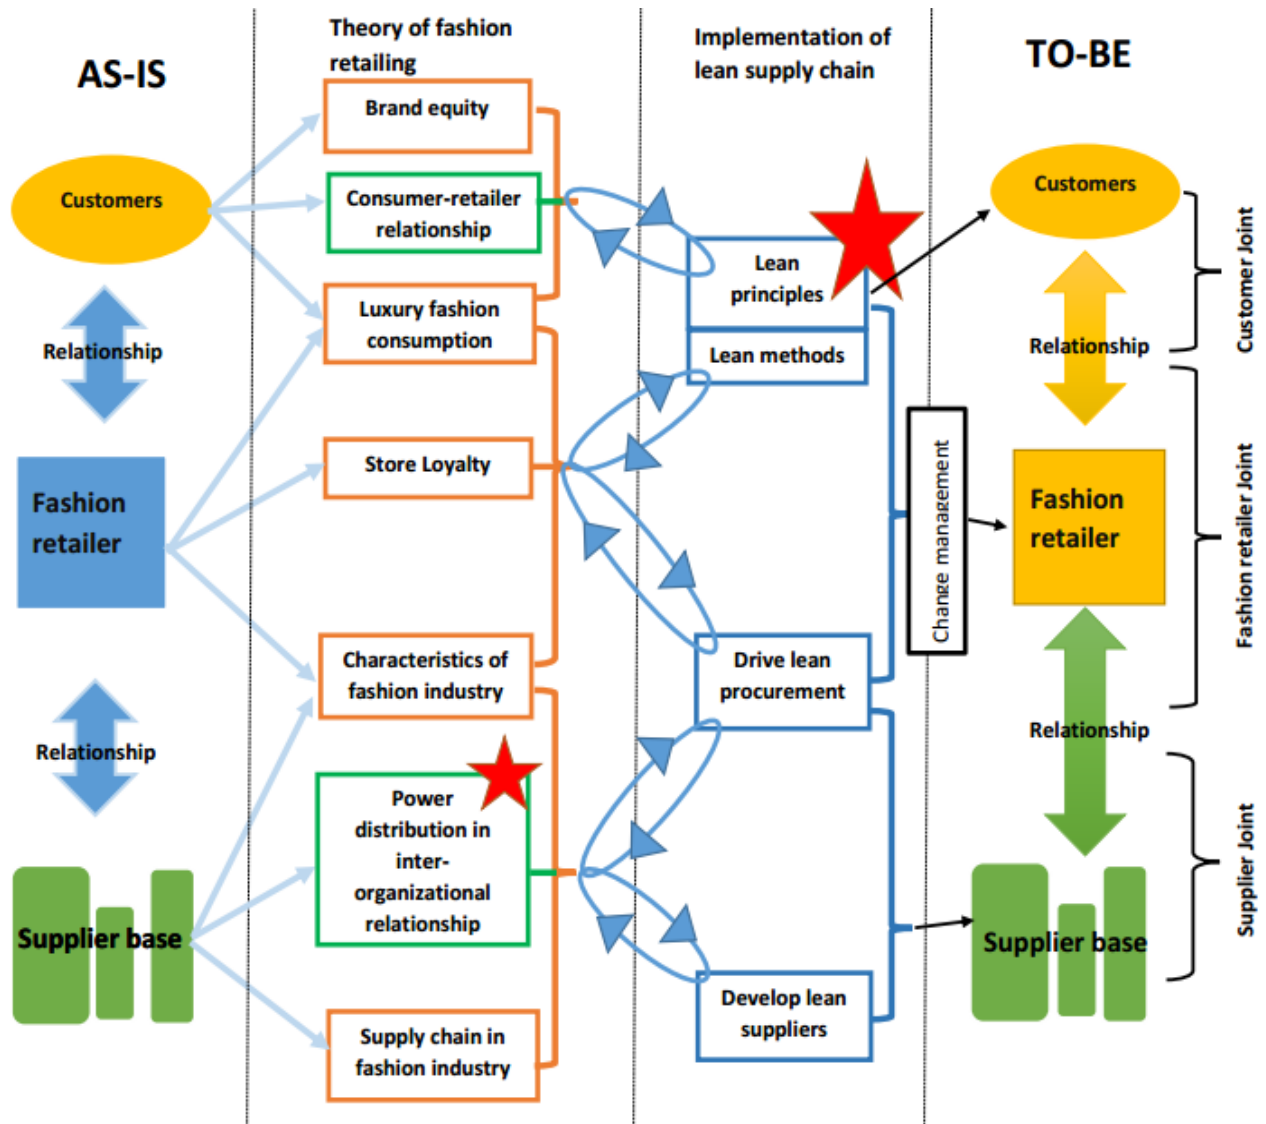 AS-IS
Theory of fashion
retailing
Implementation of
lean supply chain
TO-BE
Customers
Relationship
Fashion
retailer
Relationship
Supplier base
Brand equity
Consumer-retailer
relationship
Luxury fashion
consumption
Store Loyalty
Characteristics of
fashion industry
Power
distribution in
inter-
organizational
relationship
Supply chain in
fashion industry
Lean
principles
Lean methods
Drive lean
procurement
Develop lean
suppliers
Change management
Customers
Relationship
Fashion
retailer
Relationship
Supplier base
Customer Joint
Fashion retailer Joint
Supplier Joint